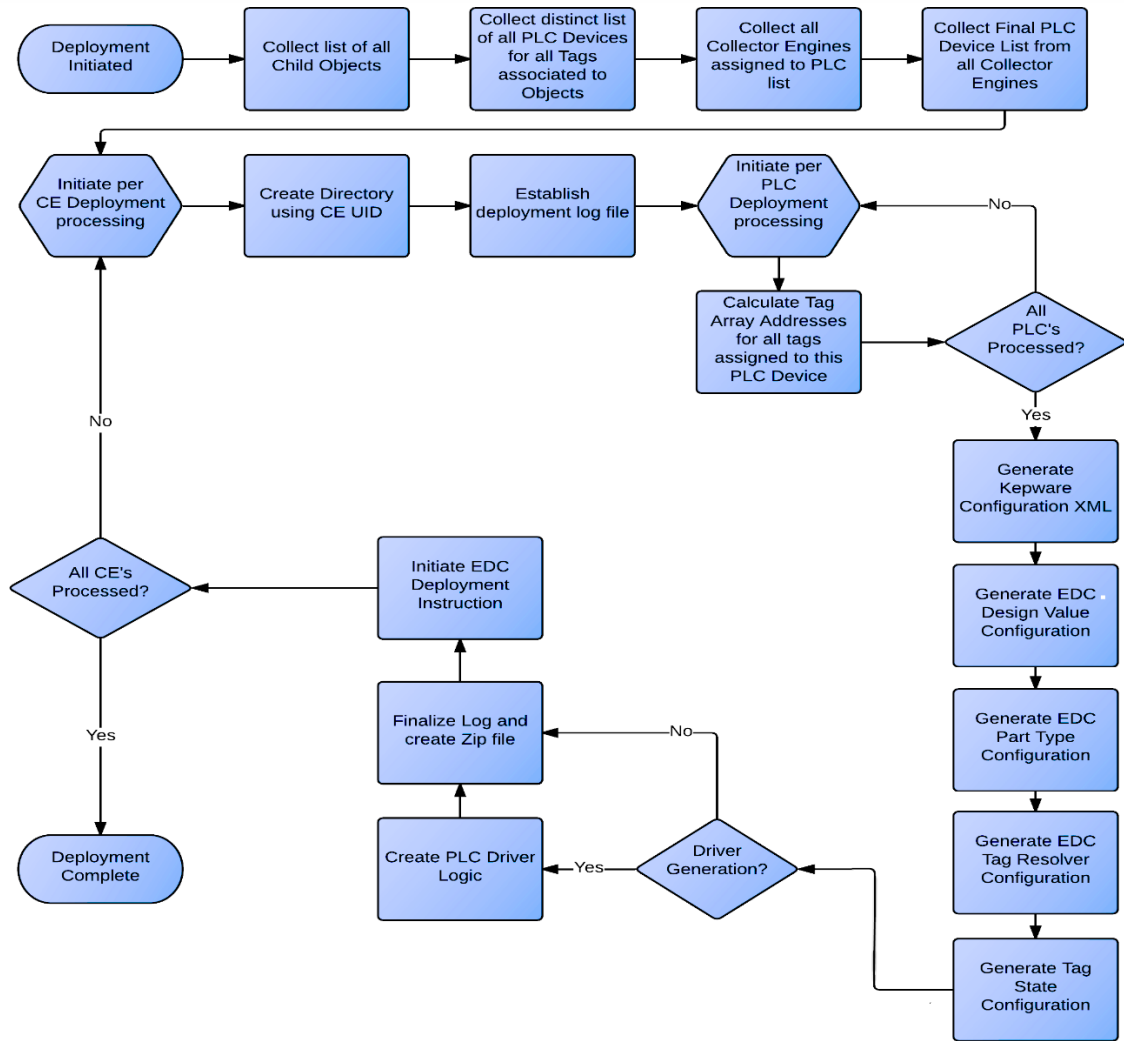 Deployment
Initiated
Collect list of all
Child Objects
Collect distinct list
of all PLC Devices
for all Tags
associated to
Objects
Collect all
Collector Engines
assigned to PLC
list
Collect Final PLC
Device List from
all Collector
Engines
Initiate per
CE Deployment
processing
Create Directory
using CE UID
Establish
deployment log file
Initiate per
PLC
Deployment
processing
No
Calculate Tag
Array Addresses
for all tags
assigned to this
PLC Device
All
PLC's
Processed?
Yes
Generate
Kepware
Configuration XML
Generate EDC
Design Value
Configuration
Generate EDC
Part Type
Configuration
Generate EDC
Tag Resolver
Configuration
Generate Tag
State
Configuration
Driver
Generation?
No
Yes
Create PLC Driver
Logic
Finalize Log and
create Zip file
Initiate EDC
Deployment
Instruction
All CE's
Processed?
No
Yes
Deployment
Complete